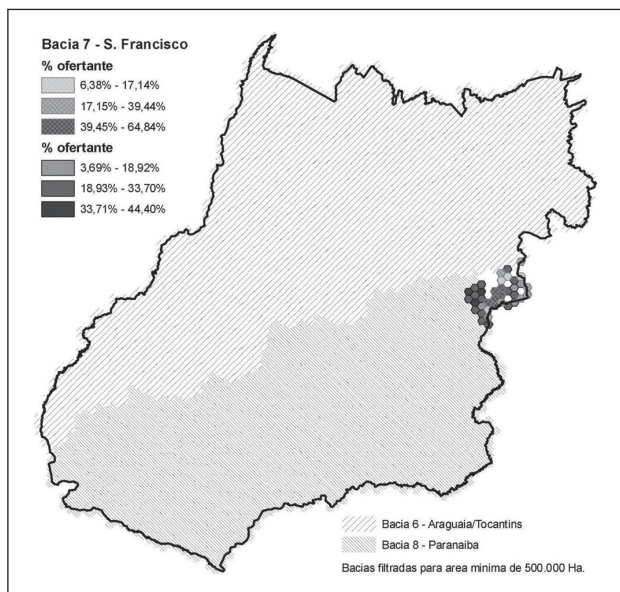 Bacia 7 - S. Francisco
% ofertante
6,38% - 17,14%
17,15% - 39,44%
39,45% - 64,84%
% ofertante
3,69% - 18,92%
18,93% - 33,70%
33,71% - 44,40%
Bacia 6 - Araguaia/Tocantins
Bacia 8 - Paranaiba
Bacias filtradas para area minima de 500.000 Ha.